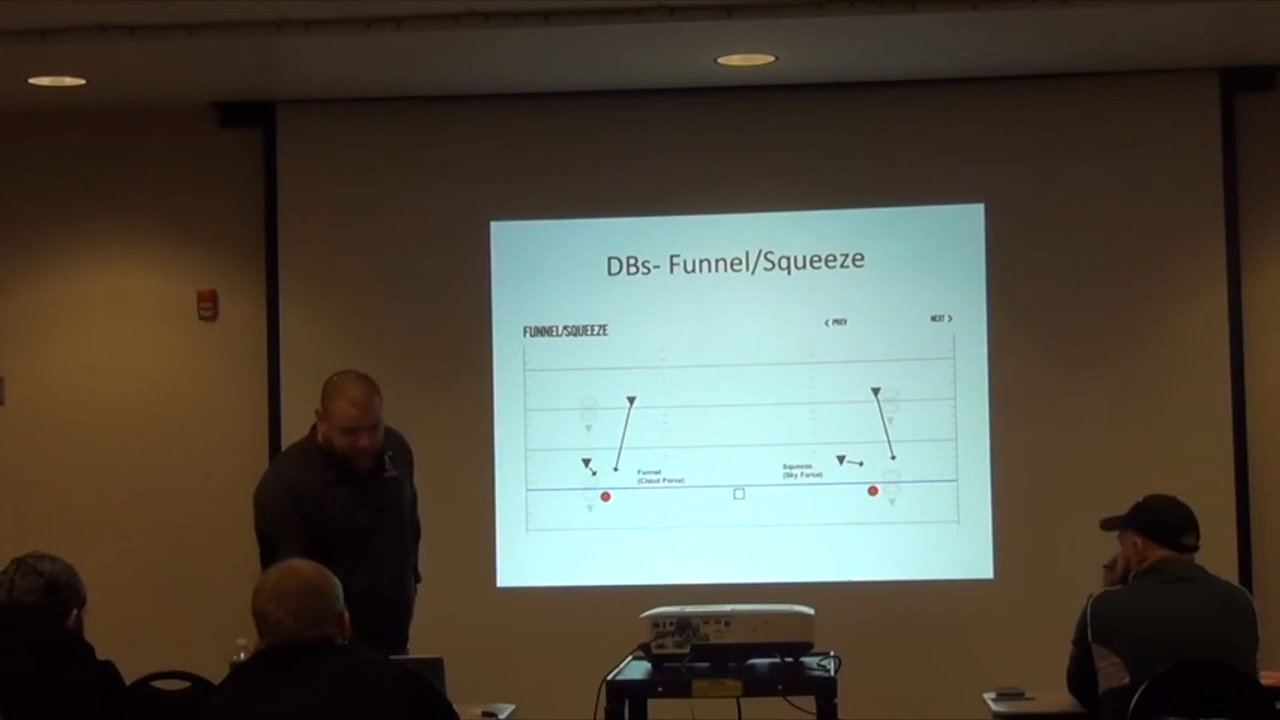 DBs- Funnel/Squeeze
FUNNEL/SQUEEZE
< PREV
NEXT >
Funnel
(Cloud Force)
Squeeze
(Sky Force)